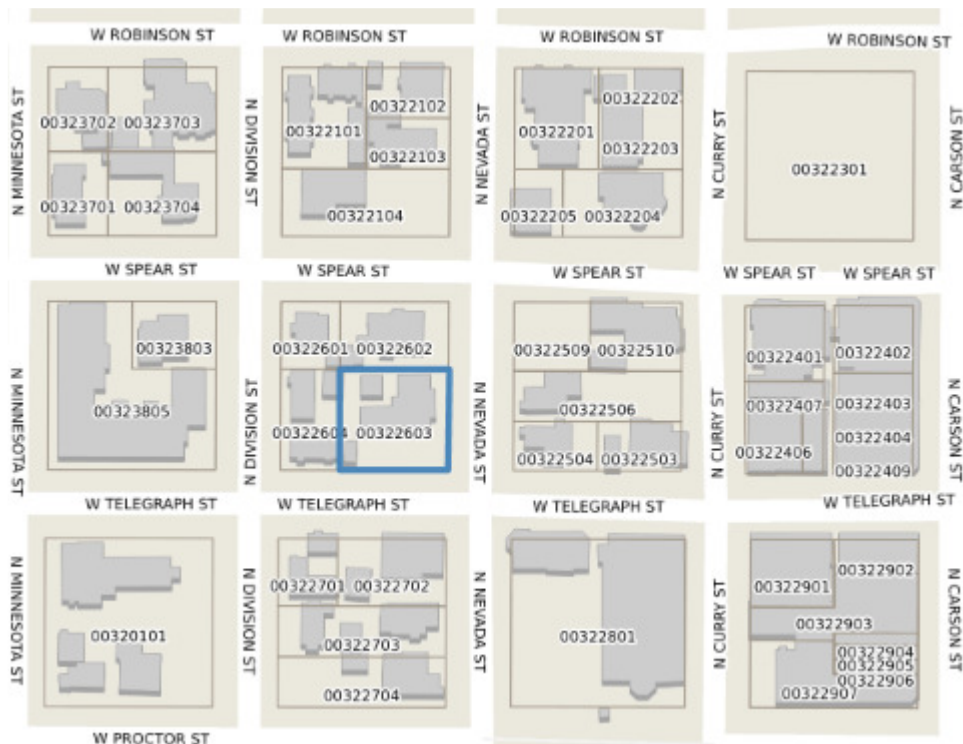 W ROBINSON ST
W ROBINSON ST
W ROBINSON ST
W ROBINSON ST
N MINNESOTA ST
N DIVISION ST
N NEVADA ST
N CURRY ST
N CARSON ST
00323702
00323703
00323701
00323704
00322101
00322102
00322103
00322104
00322201
00322202
00322203
00322205
00322204
00322301
W SPEAR ST
W SPEAR ST
W SPEAR ST
W SPEAR ST
W SPEAR ST
N MINNESOTA ST
N DIVISION ST
N NEVADA ST
N CURRY ST
N CARSON ST
00323803
00323805
00322601
00322602
00322604
00322603
00322509
00322510
00322506
00322504
00322503
00322401
00322402
00322407
00322403
00322406
00322404
00322409
W TELEGRAPH ST
W TELEGRAPH ST
W TELEGRAPH ST
W TELEGRAPH ST
N MINNESOTA ST
N DIVISION ST
N NEVADA ST
N CURRY ST
N CARSON ST
00320101
00322701
00322702
00322703
00322704
00322801
00322901
00322902
00322903
00322904
00322905
00322906
00322907
W PROCTOR ST